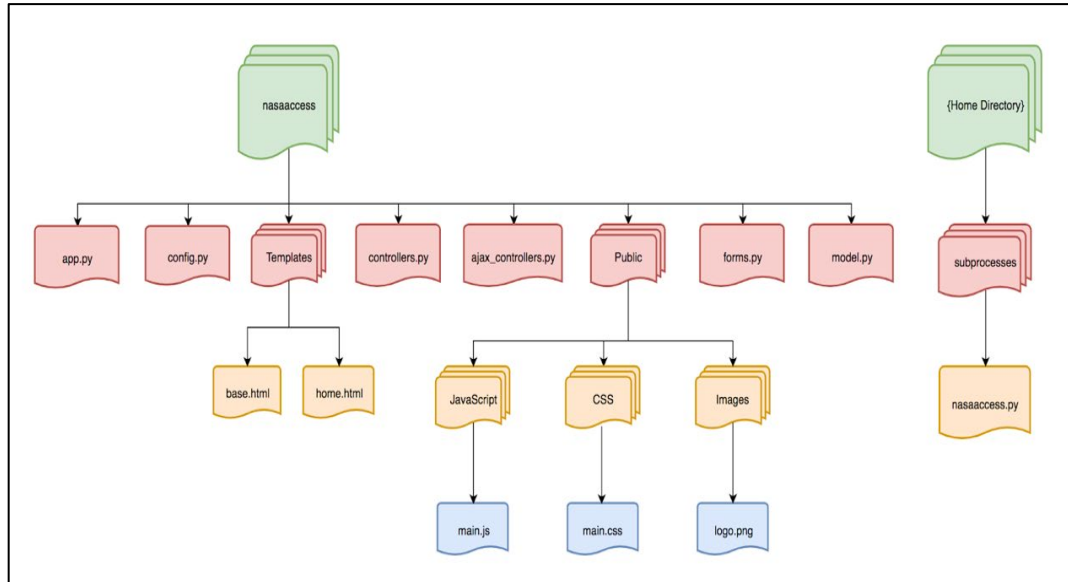 nasaaccess
{Home Directory}
app.py
config.py
Templates
controllers.py
ajax_controllers.py
Public
forms.py
model.py
subprocesses
base.html
home.html
JavaScript
CSS
Images
nasaaccess.py
main.js
main.css
logo.png